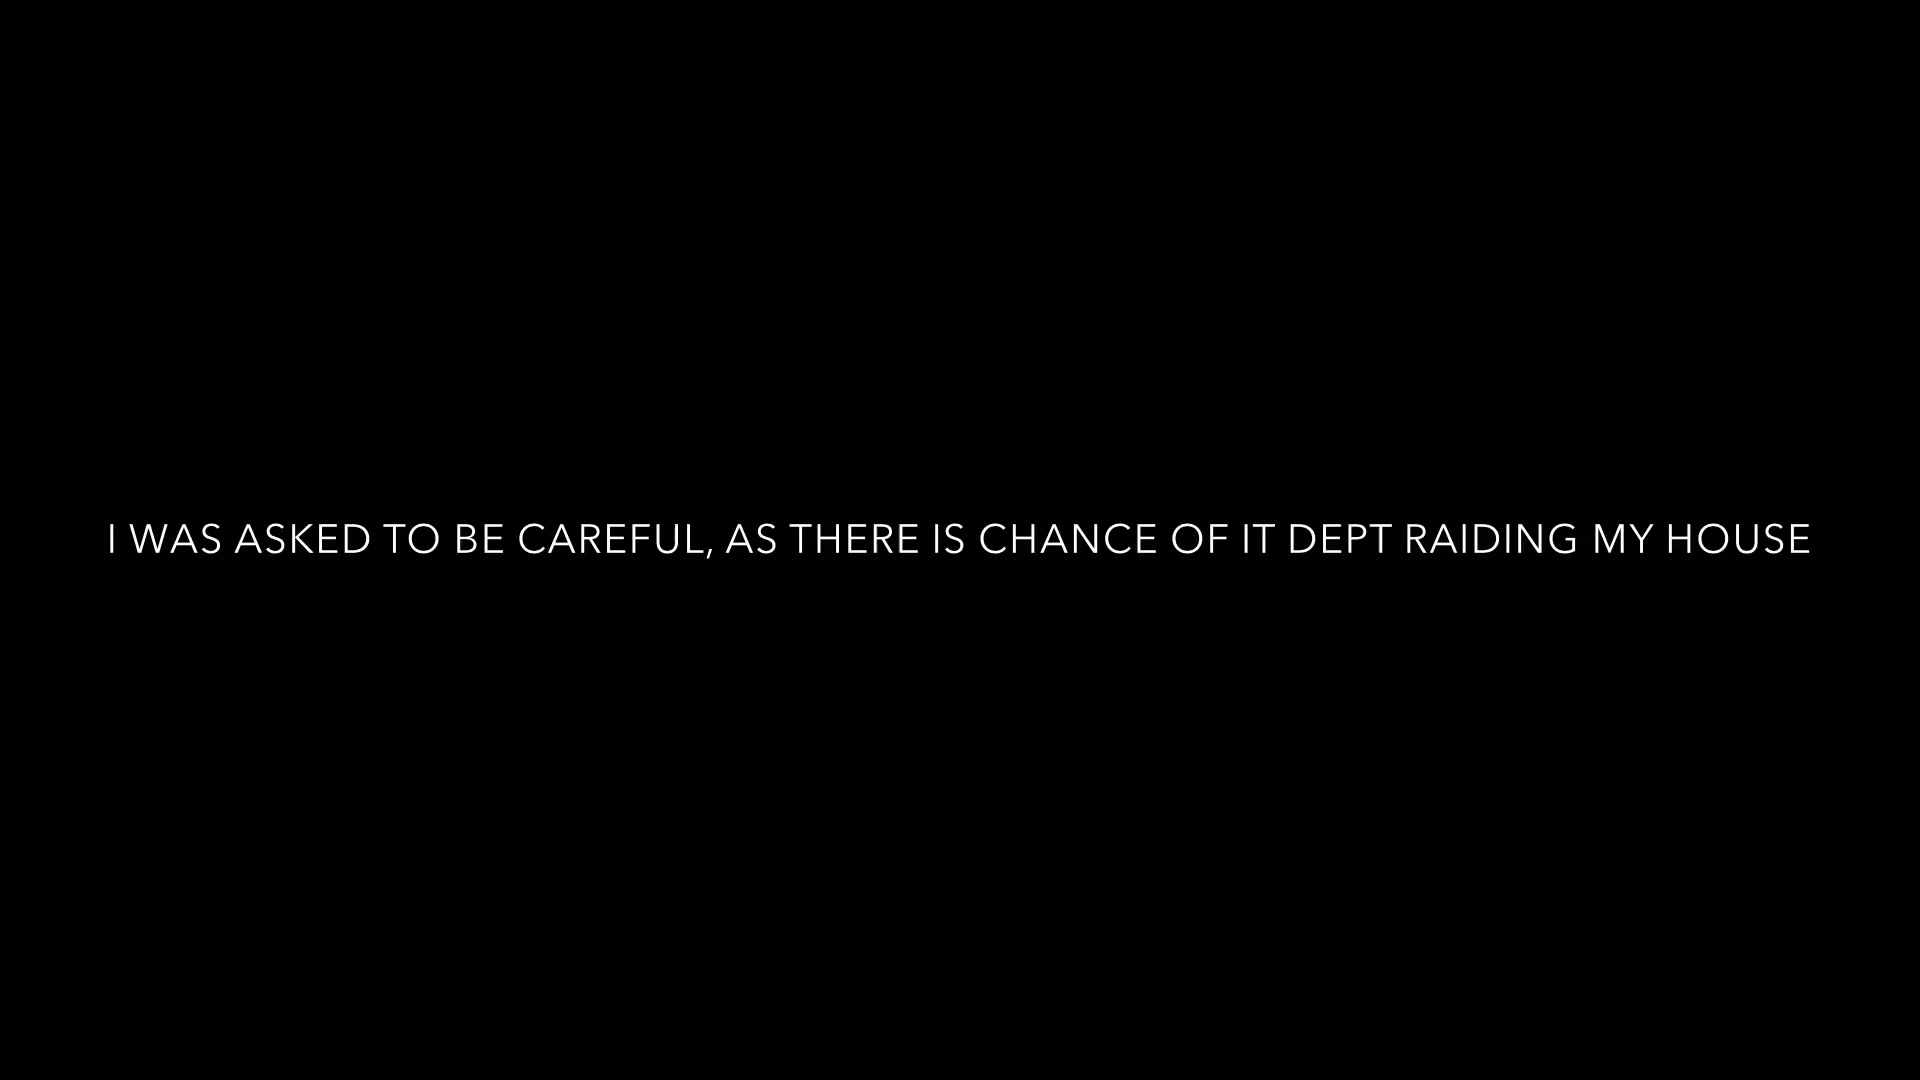 I WAS ASKED TO BE CAREFUL, AS THERE IS CHANCE OF IT DEPT RAIDING MY HOUSE